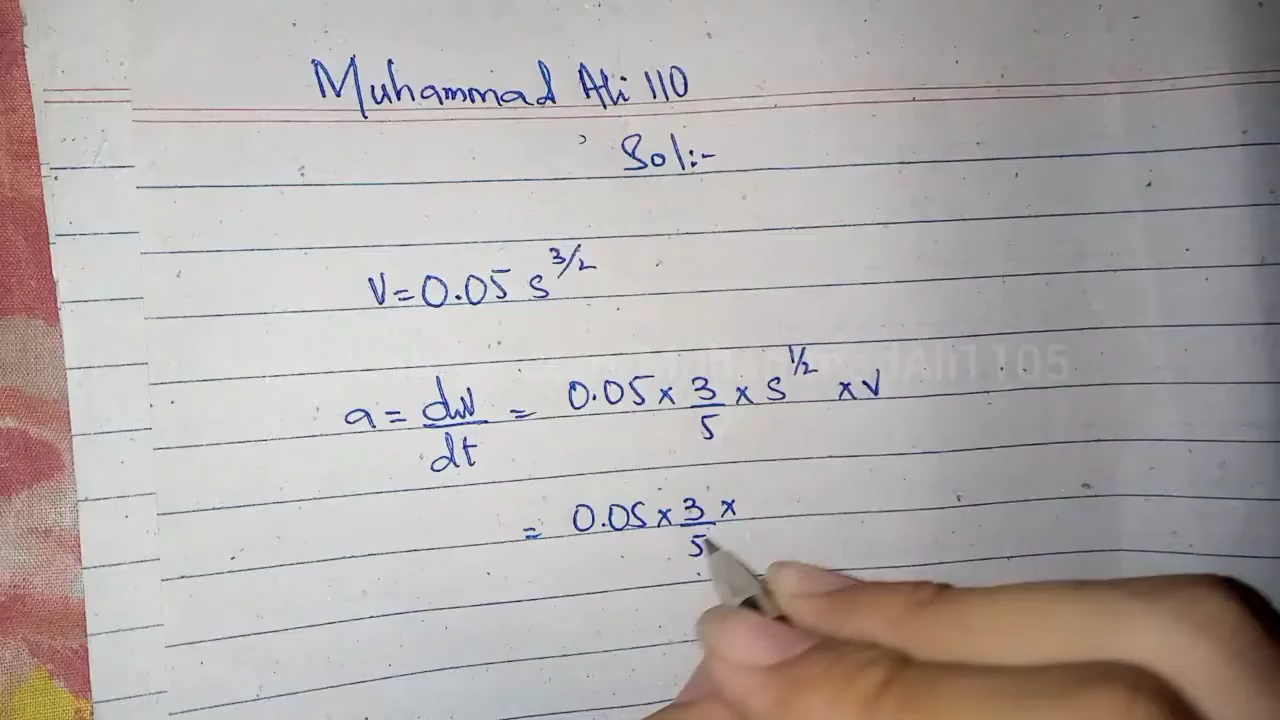 Muhammad Ali 110
Sol:-
V=0.05 s^3/2
a = dv/dt = 0.05 × 3/5 × s^1/2 × v
= 0.05 × 3/5 ×